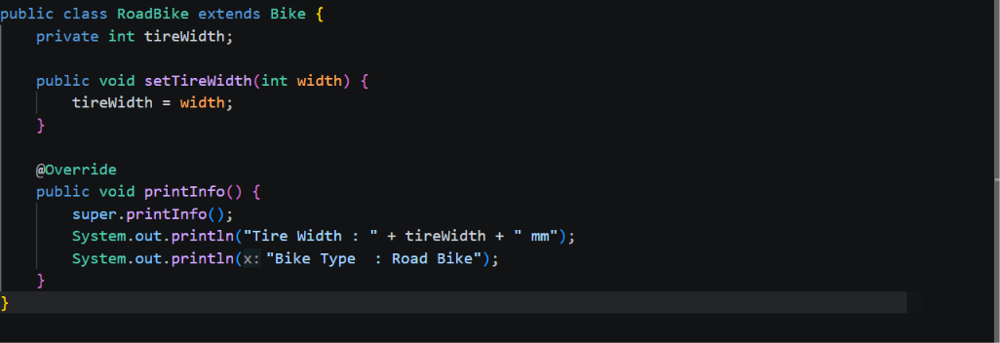 public class RoadBike extends Bike {
    private int tireWidth;

    public void setTireWidth(int width) {
        tireWidth = width;
    }

    @Override
    public void printInfo() {
        super.printInfo();
        System.out.println("Tire Width : " + tireWidth + " mm");
        System.out.println(x: "Bike Type  : Road Bike");
    }
}